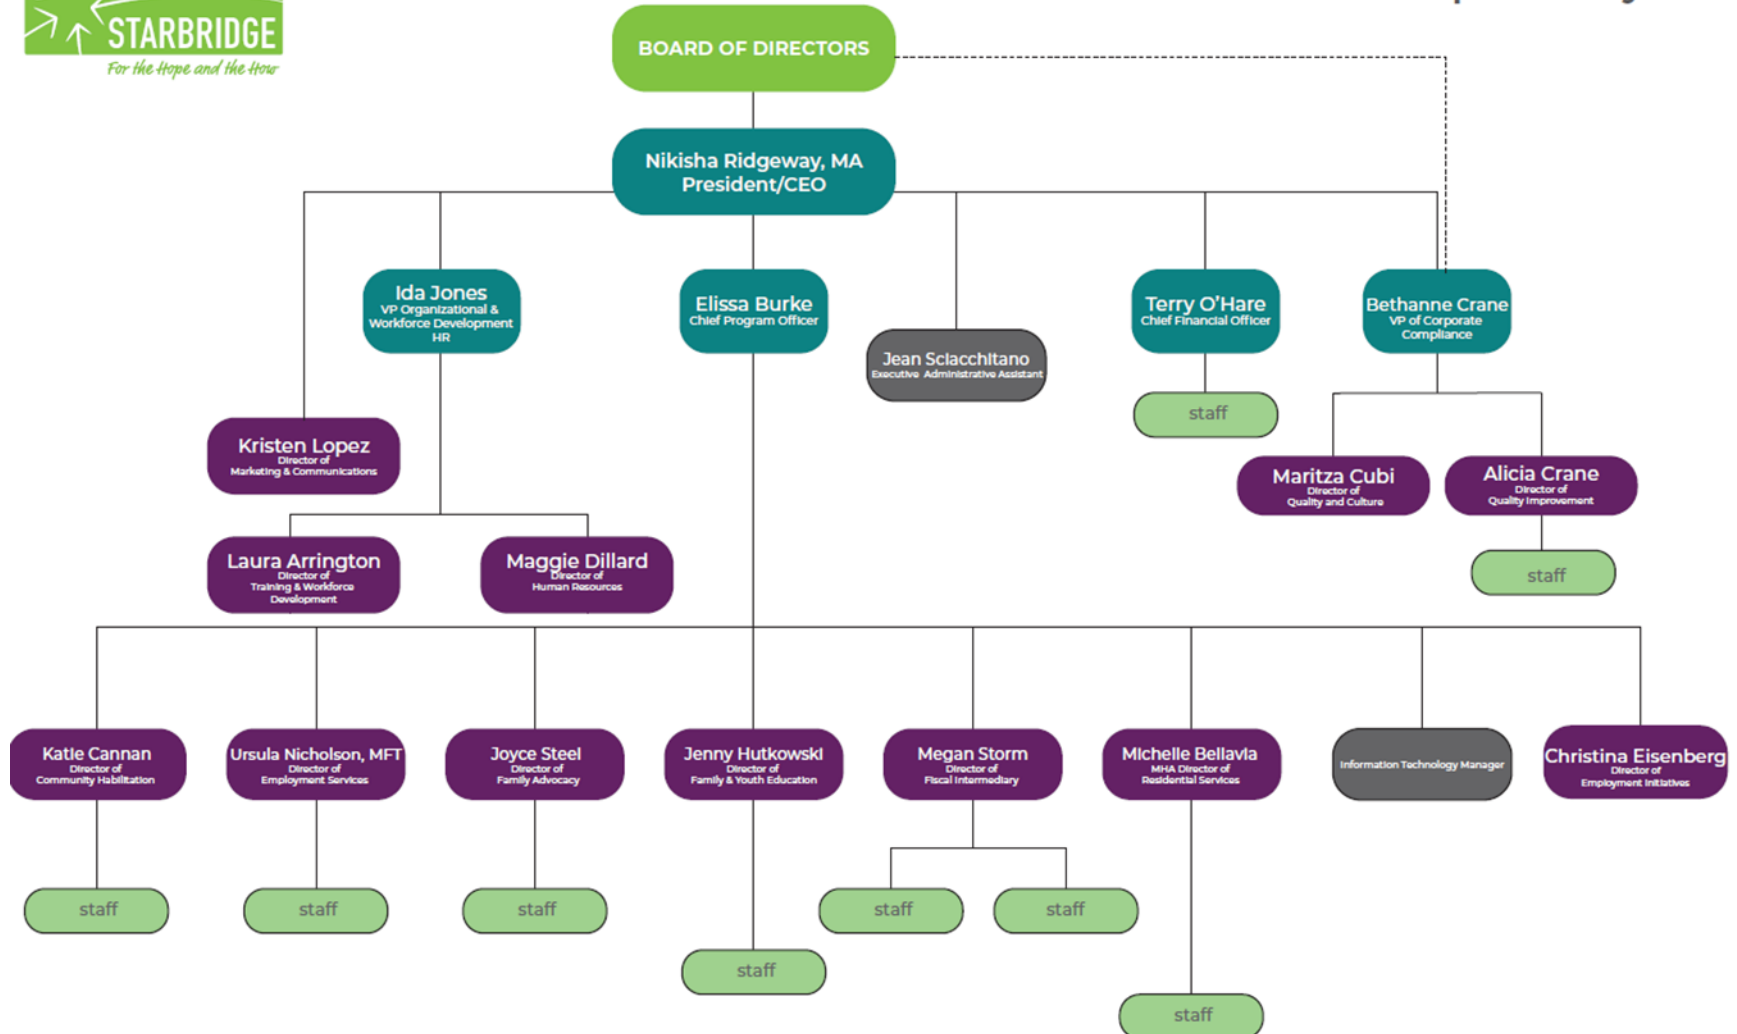 STARBRIDGE
For the Hope and the How
BOARD OF DIRECTORS
Nikisha Ridgeway, MA
President/CEO
Ida Jones
VP Organizational &
Workforce Development
HR
Elissa Burke
Chief Program Officer
Jean Sciacchitano
Executive Administrative Assistant
Terry O'Hare
Chief Financial Officer
Bethanne Crane
VP of Corporate
Compliance
staff
Kristen Lopez
Director of
Marketing & Communications
Maritza Cubi
Director of
Quality and Culture
Alicia Crane
Director of
Quality Improvement
Laura Arrington
Director of
Training & Workforce
Development
Maggie Dillard
Director of
Human Resources
staff
Katie Cannan
Director of
Community Habilitation
Ursula Nicholson, MFT
Director of
Employment Services
Joyce Steel
Director of
Family Advocacy
Jenny Hutkowski
Director of
Family & Youth Education
Megan Storm
Director of
Fiscal Intermediary
Michelle Bellavia
MHA Director of
Residential Services
Information Technology Manager
Christina Eisenberg
Director of
Employment Initiatives
staff
staff
staff
staff
staff
staff
staff